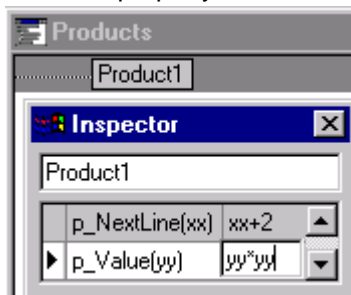 Products
Product1
Inspector
Product1
p_NextLine(xx) xx+2
p_Value(yy) yy*yy